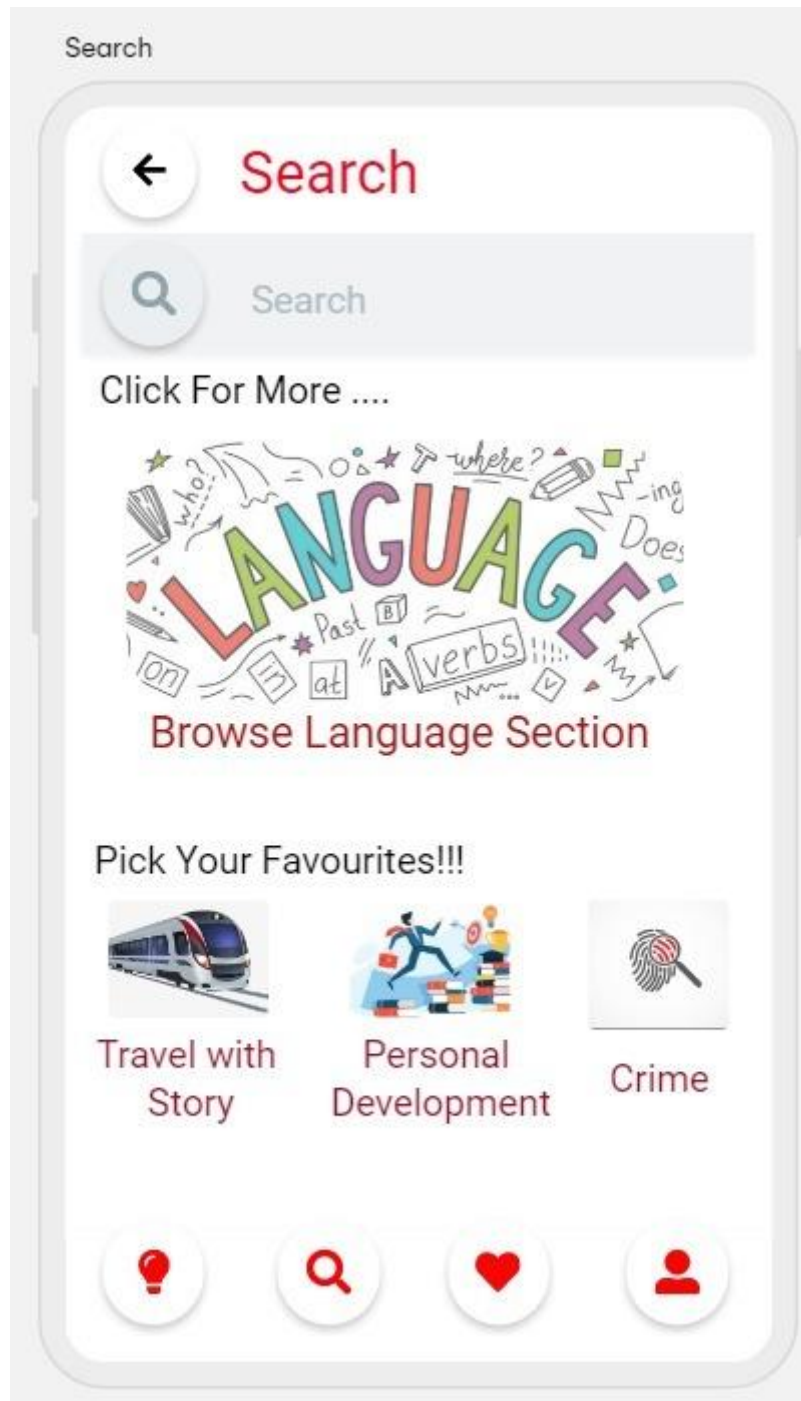 Search
Search
Search
Click For More ....
who?
T where?
-ing
LANGUAGE
Does
Past B
on in at A verbs v
Browse Language Section
Pick Your Favourites!!!
Travel with Story
Personal Development
Crime